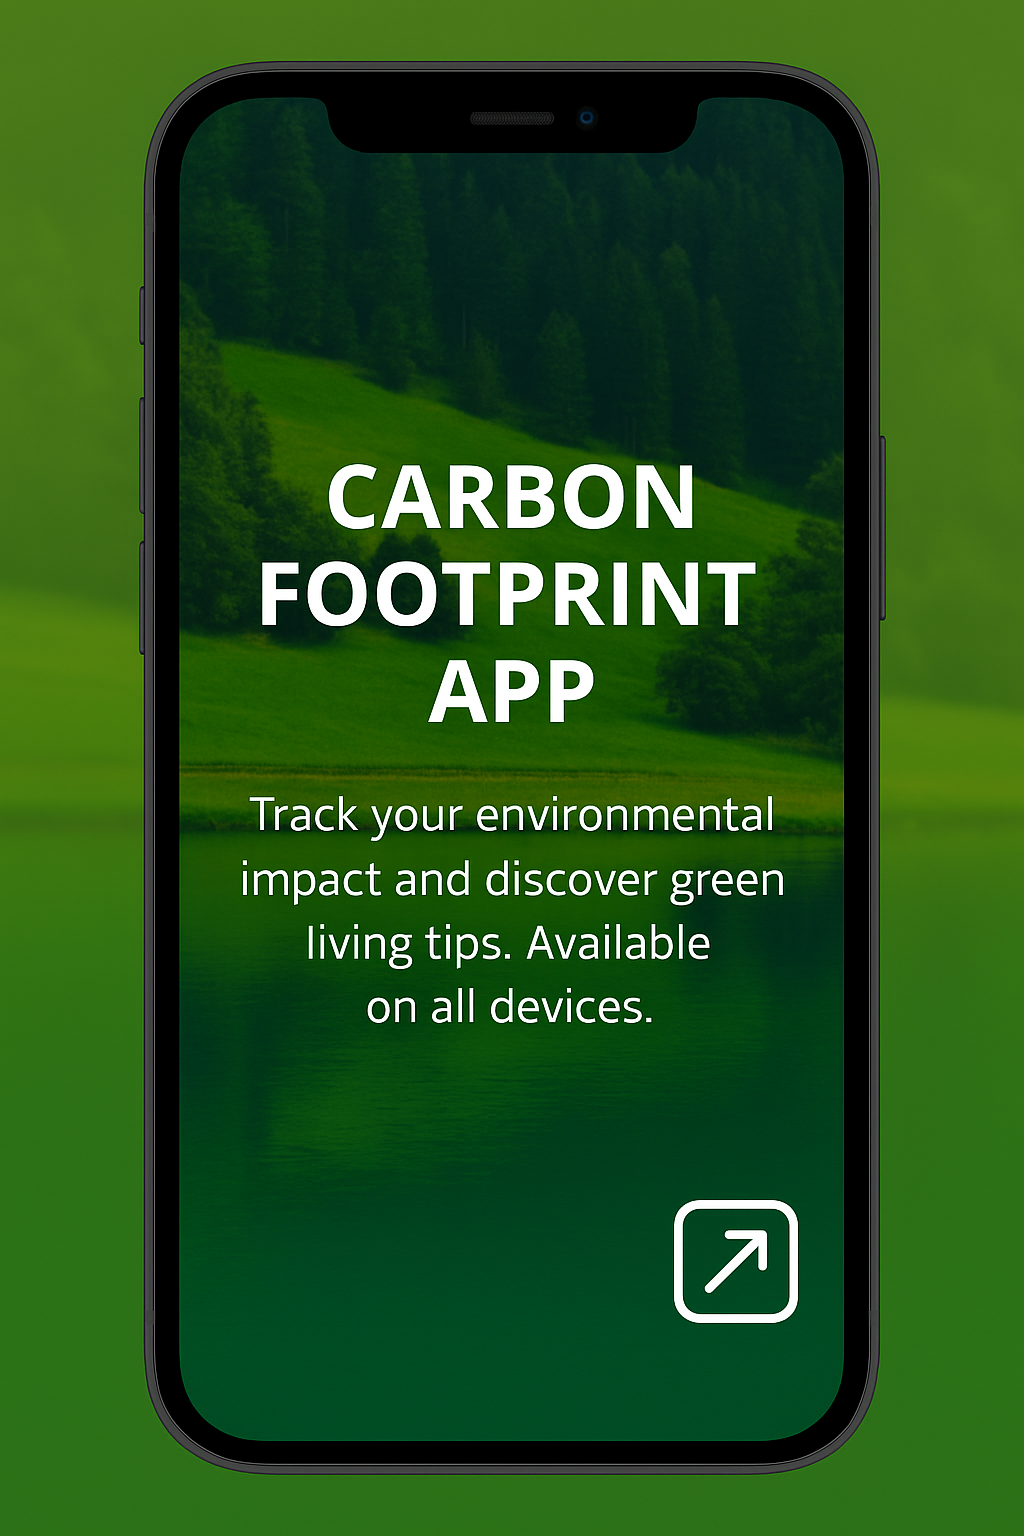 CARBON
FOOTPRINT
APP
Track your environmental
impact and discover green
living tips. Available
on all devices.